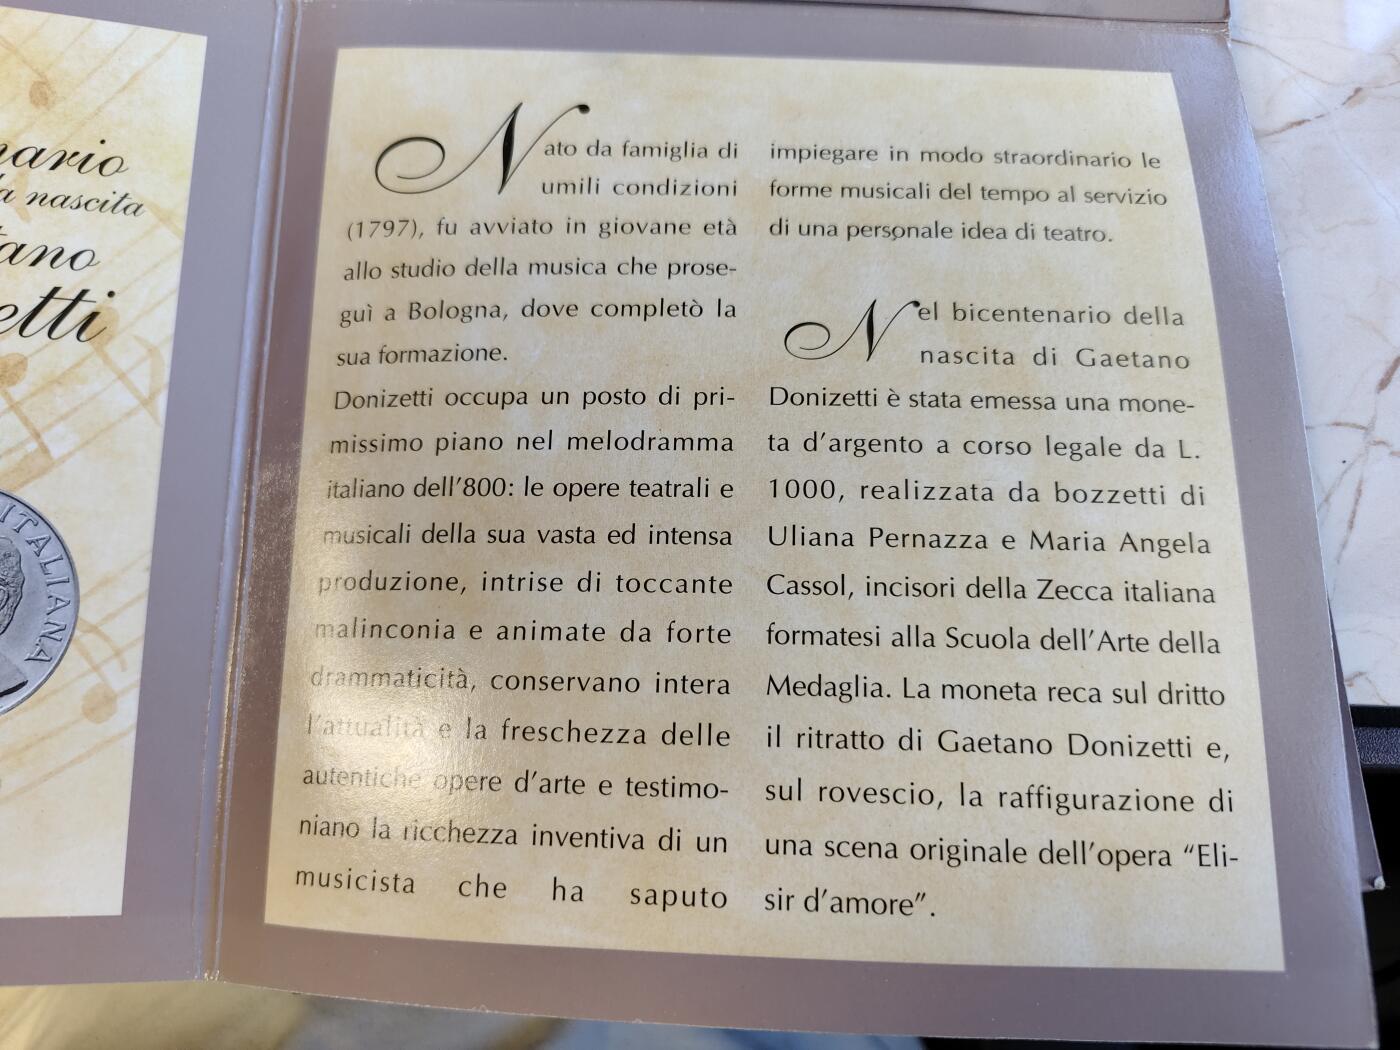 nario
la nascita
tano
etti
ITALIANA
Nato da famiglia di
umili condizioni
(1797), fu avviato in giovane età
allo studio della musica che prose-
guì a Bologna, dove completò la
sua formazione.
Donizetti occupa un posto di pri-
missimo piano nel melodramma
italiano dell'800: le opere teatrali e
musicali della sua vasta ed intensa
produzione, intrise di toccante
malinconia e animate da forte
drammaticità, conservano intera
l'attualità e la freschezza delle
autentiche opere d'arte e testimo-
niano la ricchezza inventiva di un
musicista che ha saputo
impiegare in modo straordinario le
forme musicali del tempo al servizio
di una personale idea di teatro.
Nel bicentenario della
nascita di Gaetano
Donizetti è stata emessa una mone-
ta d'argento a corso legale da L.
1000, realizzata da bozzetti di
Uliana Pernazza e Maria Angela
Cassol, incisori della Zecca italiana
formatesi alla Scuola dell'Arte della
Medaglia. La moneta reca sul dritto
il ritratto di Gaetano Donizetti e,
sul rovescio, la raffigurazione di
una scena originale dell'opera "Eli-
sir d'amore".